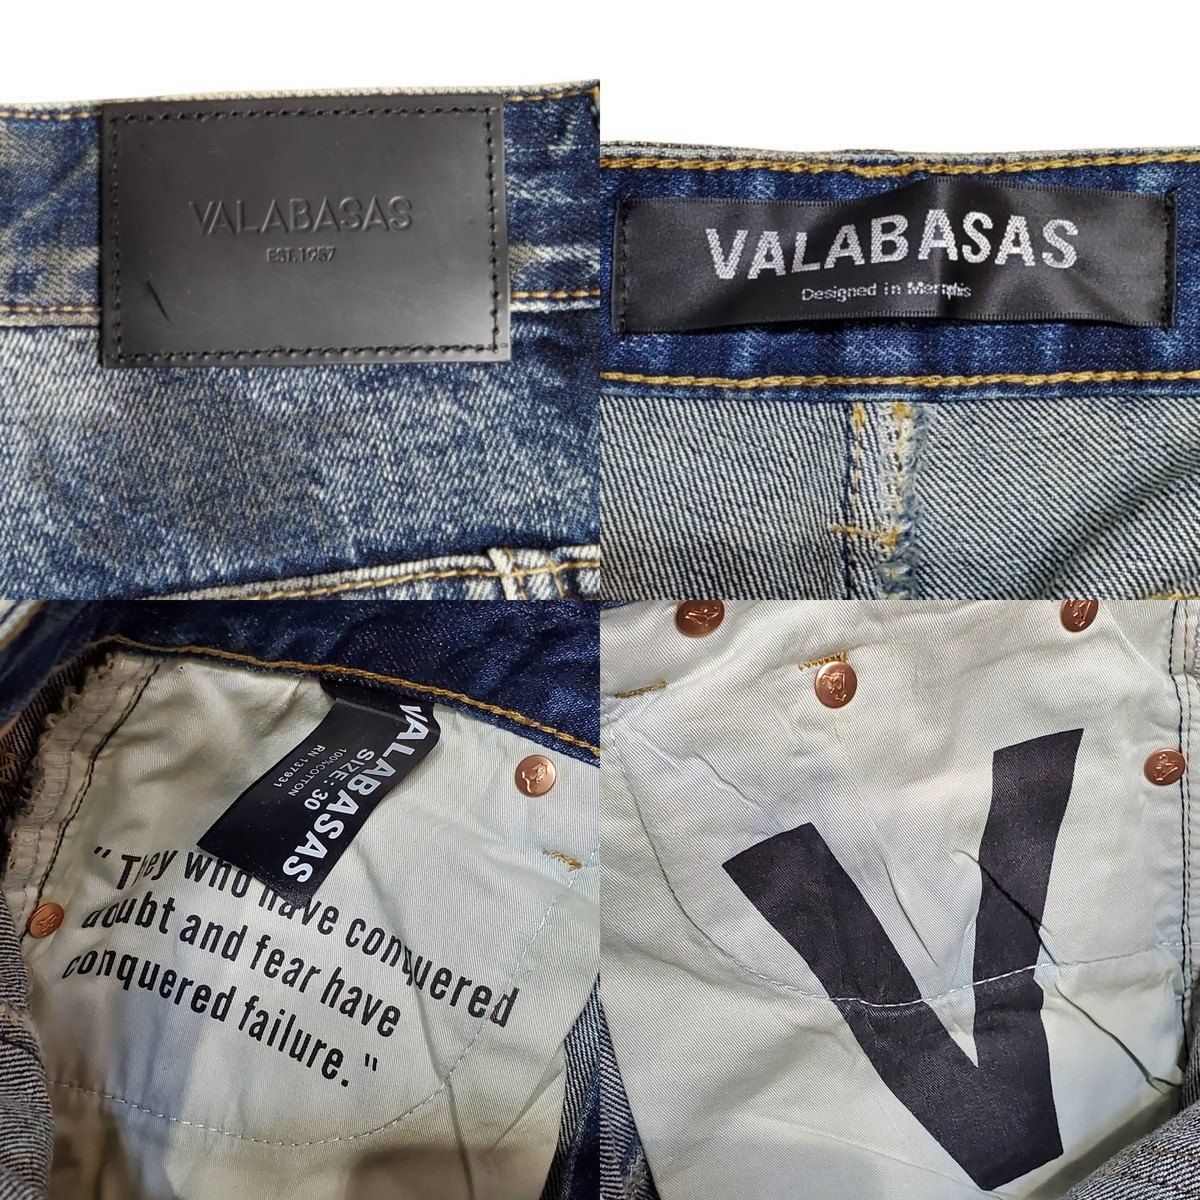 VALABASAS
EST.1957
VALABASAS
Designed in Memphis
VALABASAS
SIZE: 30
100%COTTON
RN 137931
"They who have conquered
doubt and fear have
conquered failure."
V